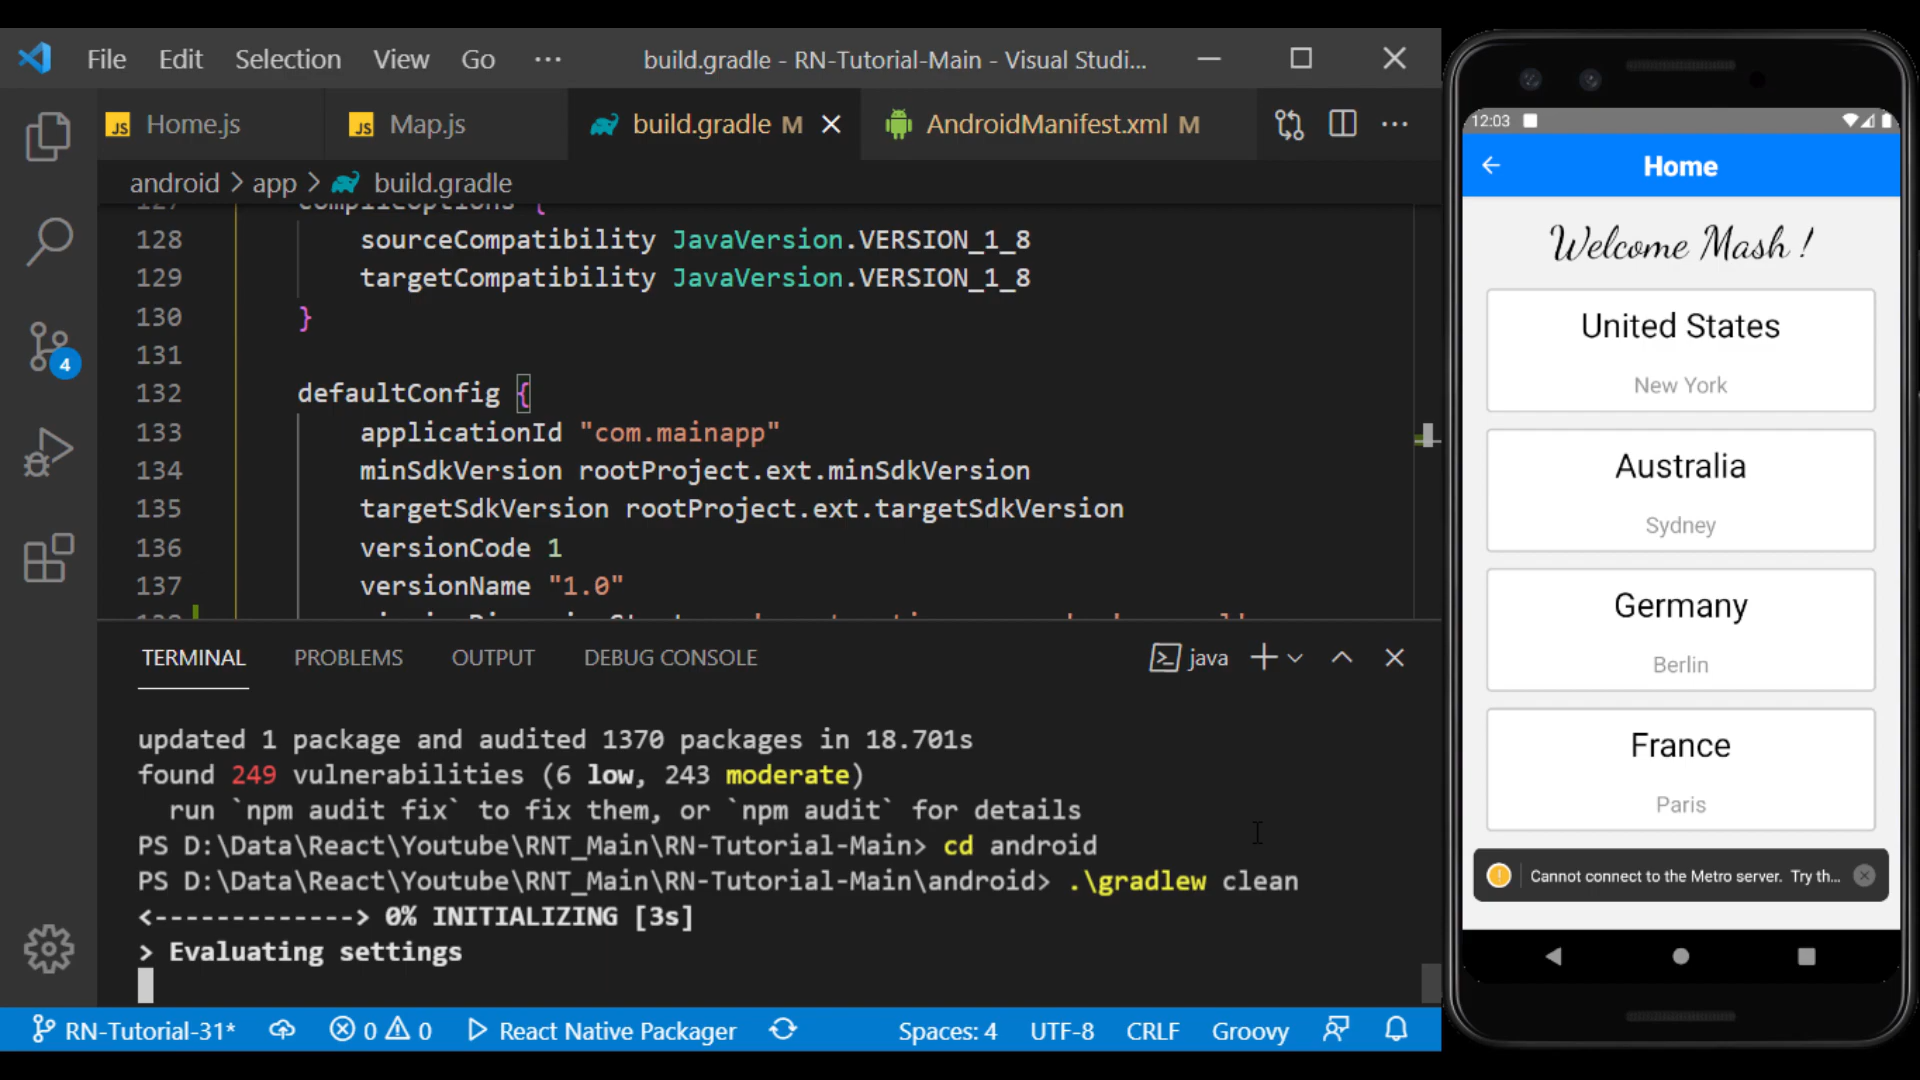 File Edit Selection View Go ··· build.gradle - RN-Tutorial-Main - Visual Studi...
JS Home.js JS Map.js build.gradle M AndroidManifest.xml M ···
android > app > build.gradle
127 compileOptions {
128 sourceCompatibility JavaVersion.VERSION_1_8
129 targetCompatibility JavaVersion.VERSION_1_8
130 }
131
132 defaultConfig {
133 applicationId "com.mainapp"
134 minSdkVersion rootProject.ext.minSdkVersion
135 targetSdkVersion rootProject.ext.targetSdkVersion
136 versionCode 1
137 versionName "1.0"
138
TERMINAL PROBLEMS OUTPUT DEBUG CONSOLE java
updated 1 package and audited 1370 packages in 18.701s
found 249 vulnerabilities (6 low, 243 moderate)
run `npm audit fix` to fix them, or `npm audit` for details
PS D:\Data\React\Youtube\RNT_Main\RN-Tutorial-Main> cd android
PS D:\Data\React\Youtube\RNT_Main\RN-Tutorial-Main\android> .\gradlew clean
<-------------> 0% INITIALIZING [3s]
> Evaluating settings
4
RN-Tutorial-31* 0 0 React Native Packager Spaces: 4 UTF-8 CRLF Groovy
12:03
Home
Welcome Mash !
United States
New York
Australia
Sydney
Germany
Berlin
France
Paris
Cannot connect to the Metro server. Try th...